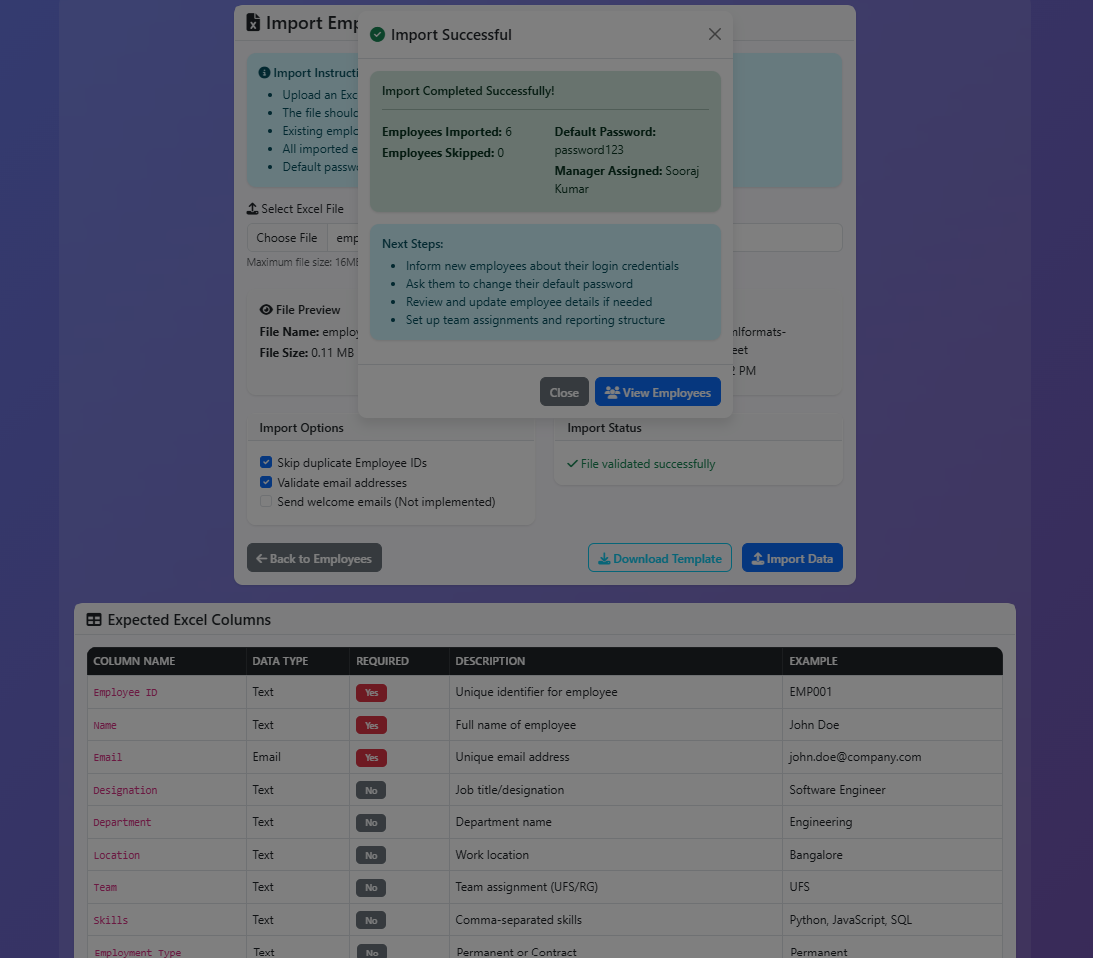 Import Emp
Import Successful
Import Completed Successfully!
Employees Imported: 6
Employees Skipped: 0
Default Password:
password123
Manager Assigned: Sooraj
Kumar
Next Steps:
Inform new employees about their login credentials
Ask them to change their default password
Review and update employee details if needed
Set up team assignments and reporting structure
Close
View Employees
Import Instructi
Upload an Exc
The file should
Existing emplo
All imported e
Default passw
Select Excel File
Choose File emp
Maximum file size: 16MB
File Preview
File Name: employ
File Size: 0.11 MB
mlformats-
eet
2 PM
Import Options
Skip duplicate Employee IDs
Validate email addresses
Send welcome emails (Not implemented)
Import Status
File validated successfully
Back to Employees
Download Template
Import Data
Expected Excel Columns
COLUMN NAME DATA TYPE REQUIRED DESCRIPTION EXAMPLE
Employee ID Text Yes Unique identifier for employee EMP001
Name Text Yes Full name of employee John Doe
Email Email Yes Unique email address john.doe@company.com
Designation Text No Job title/designation Software Engineer
Department Text No Department name Engineering
Location Text No Work location Bangalore
Team Text No Team assignment (UFS/RG) UFS
Skills Text No Comma-separated skills Python, JavaScript, SQL
Employment Type Text No Permanent or Contract Permanent